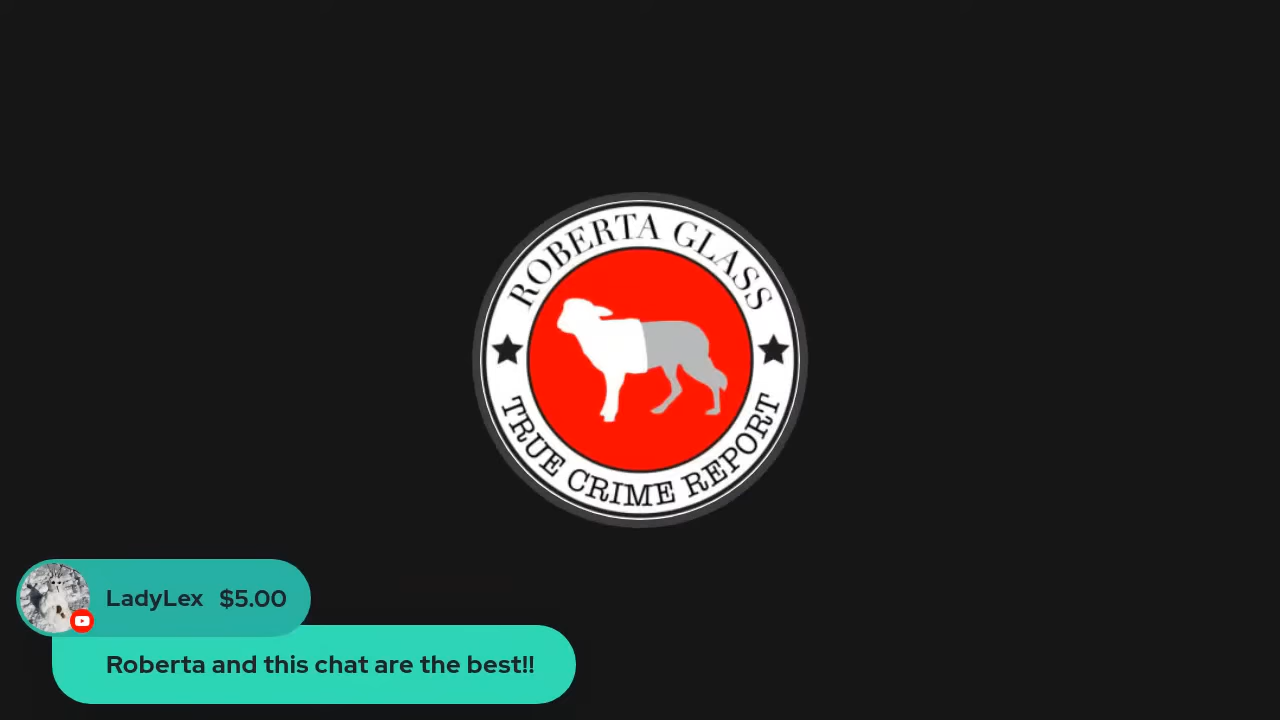 ROBERTA GLASS
TRUE CRIME REPORT
LadyLex $5.00
Roberta and this chat are the best!!